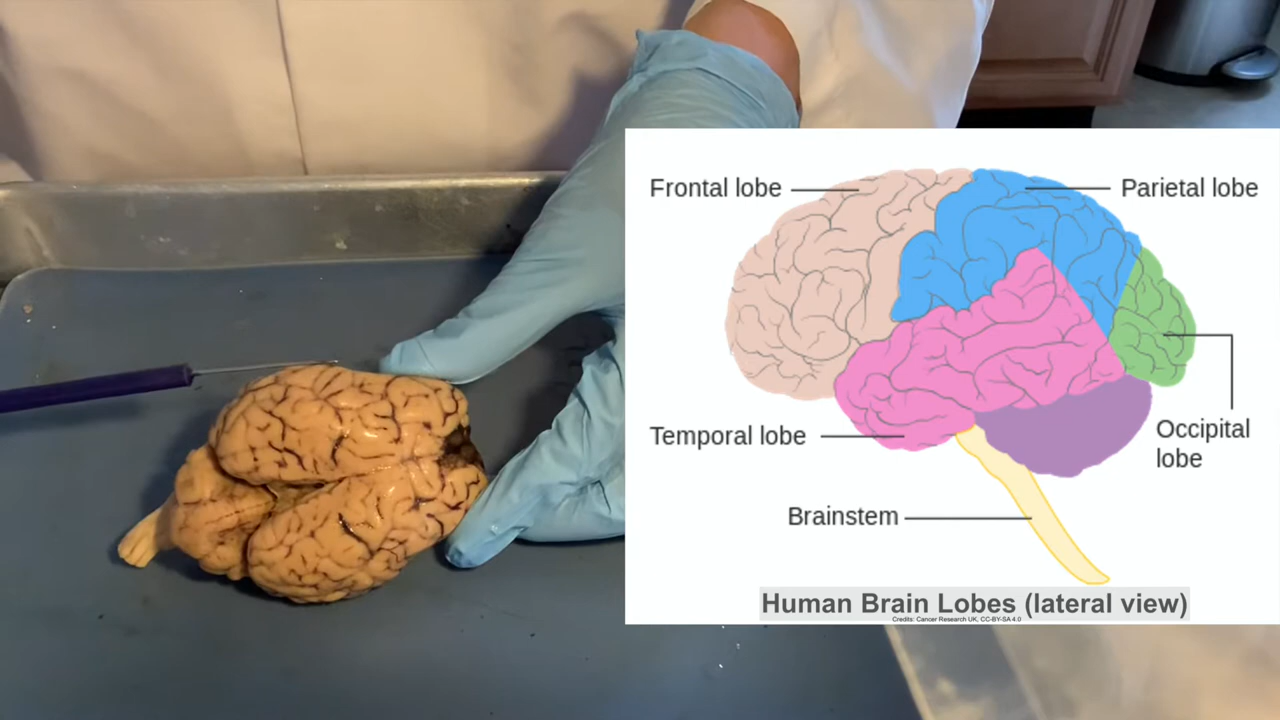 Frontal lobe
Parietal lobe
Temporal lobe
Occipital
lobe
Brainstem
Human Brain Lobes (lateral view)
Credits: Cancer Research UK, CC-BY-SA 4.0